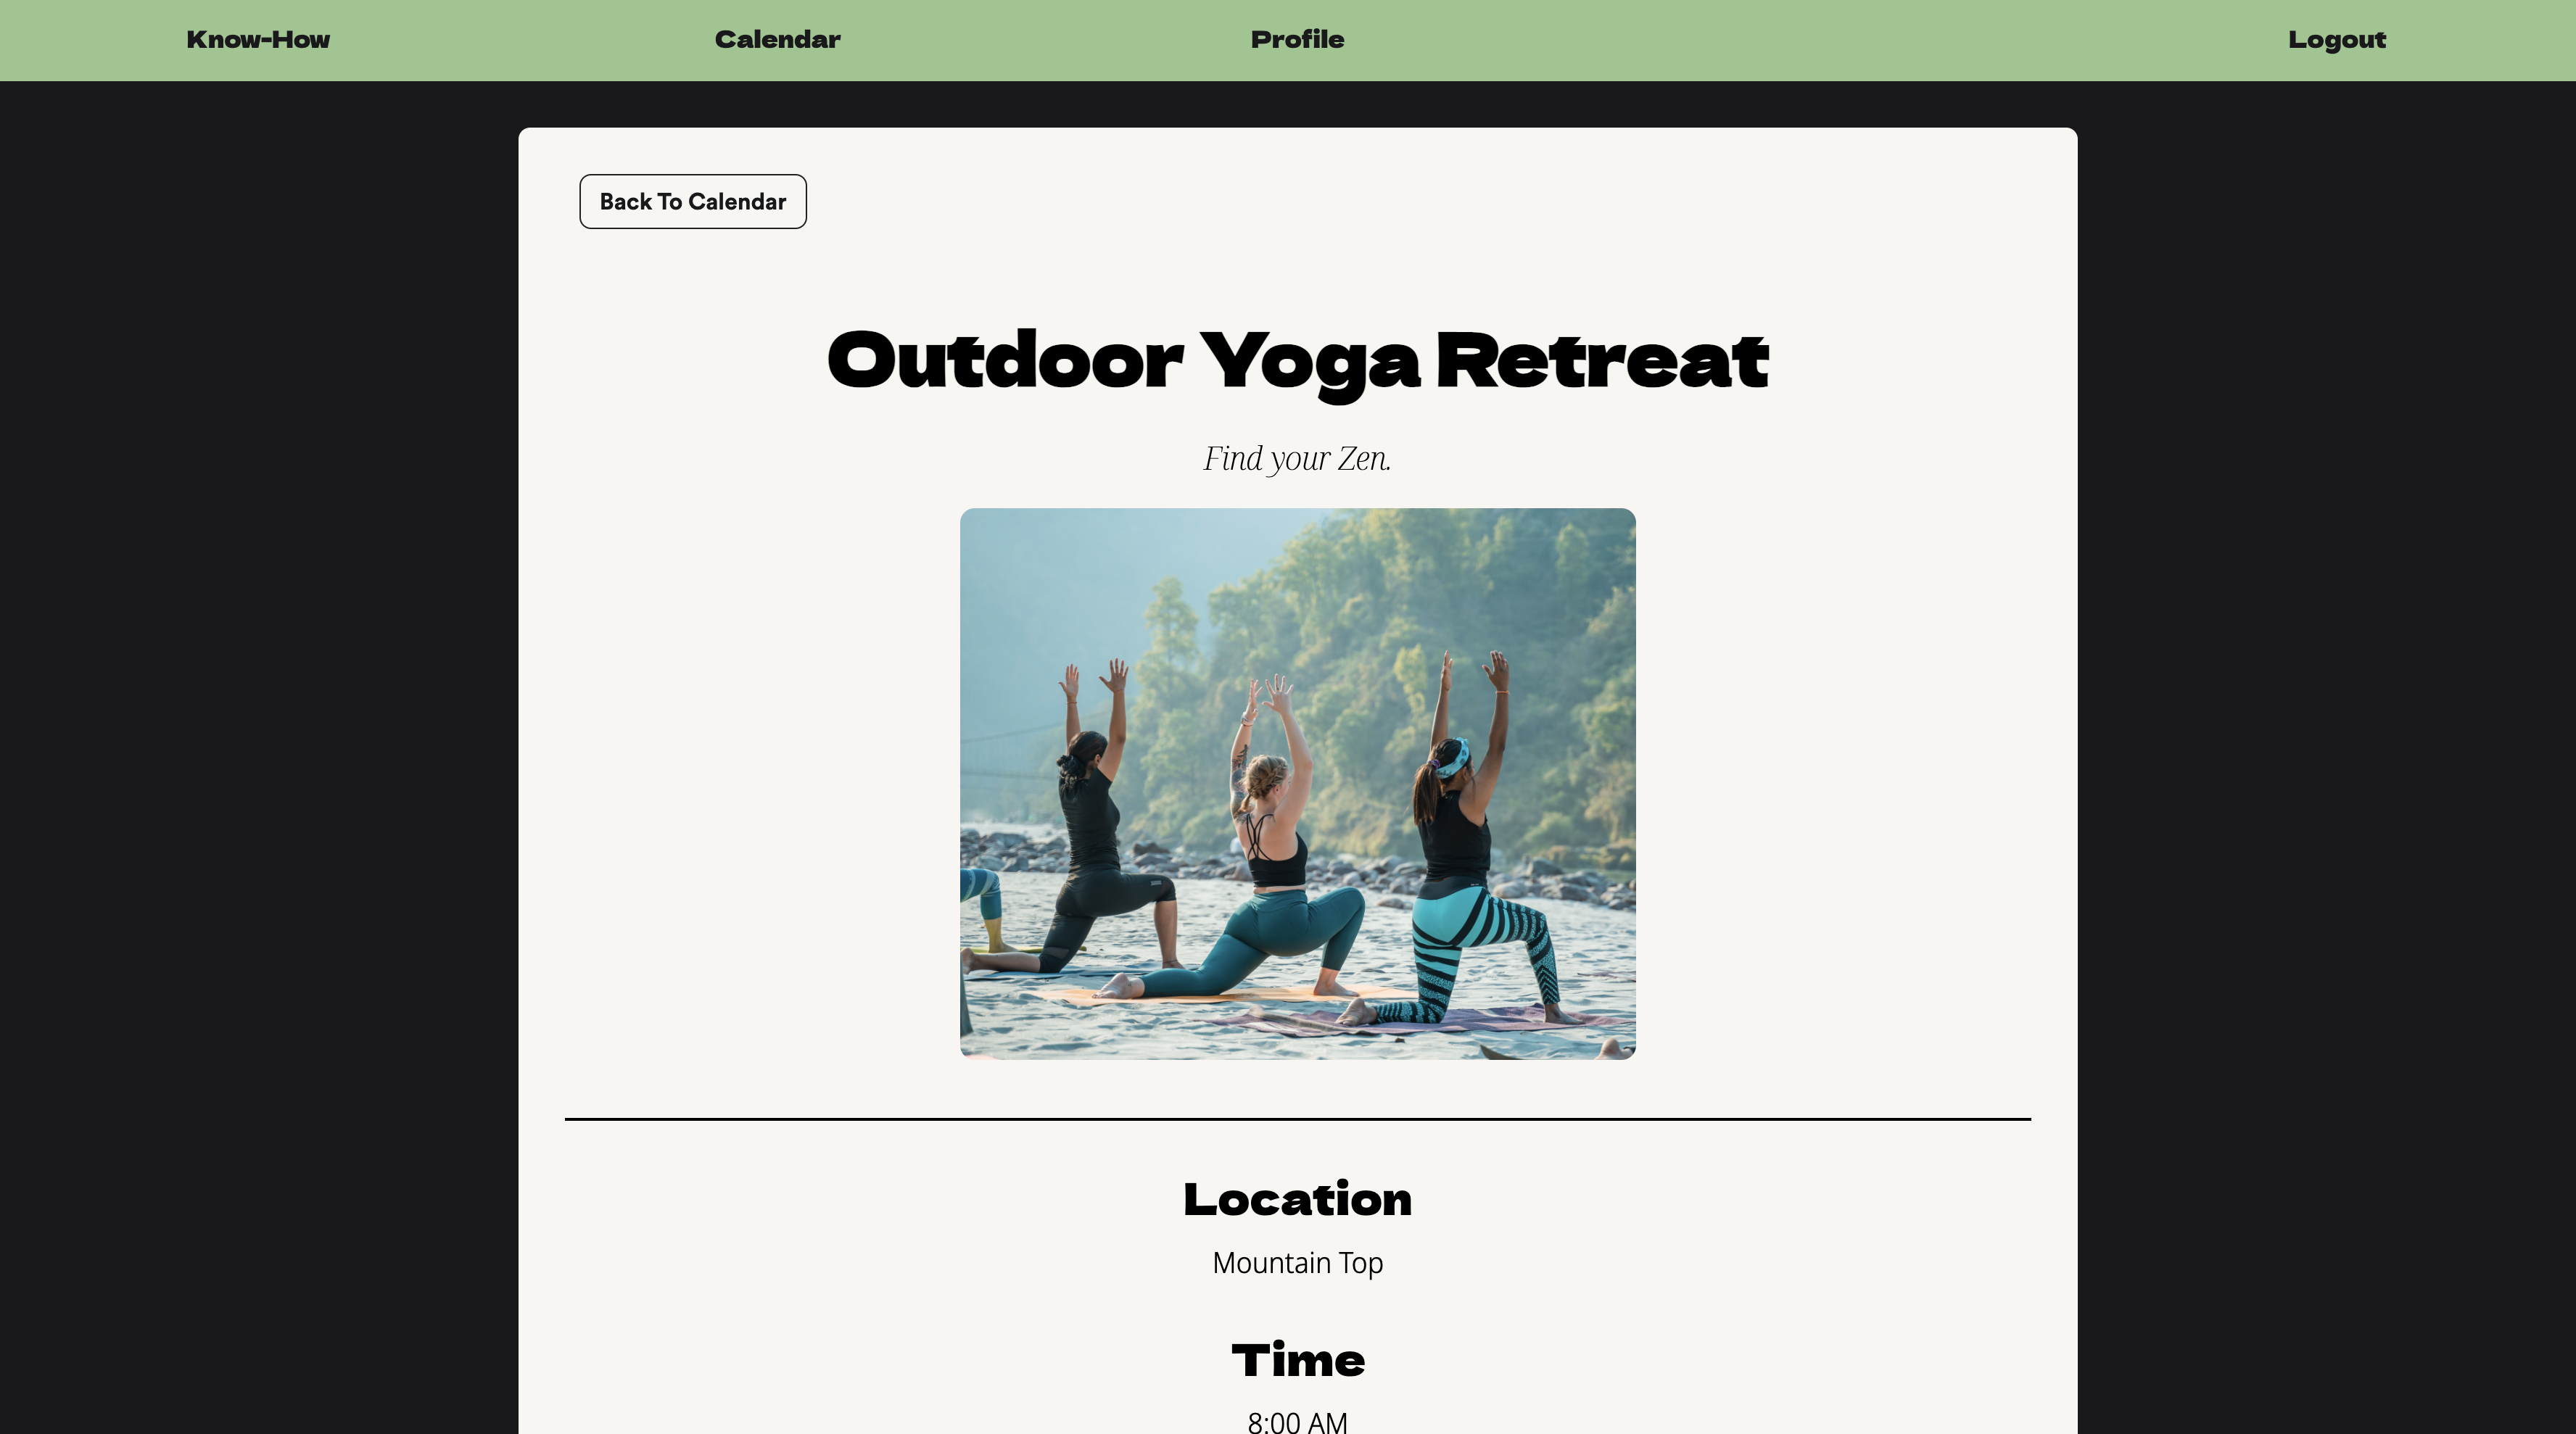 Know-How Calendar Profile Logout
Back To Calendar
Outdoor Yoga Retreat
Find your Zen.
Location
Mountain Top
Time
8:00 AM